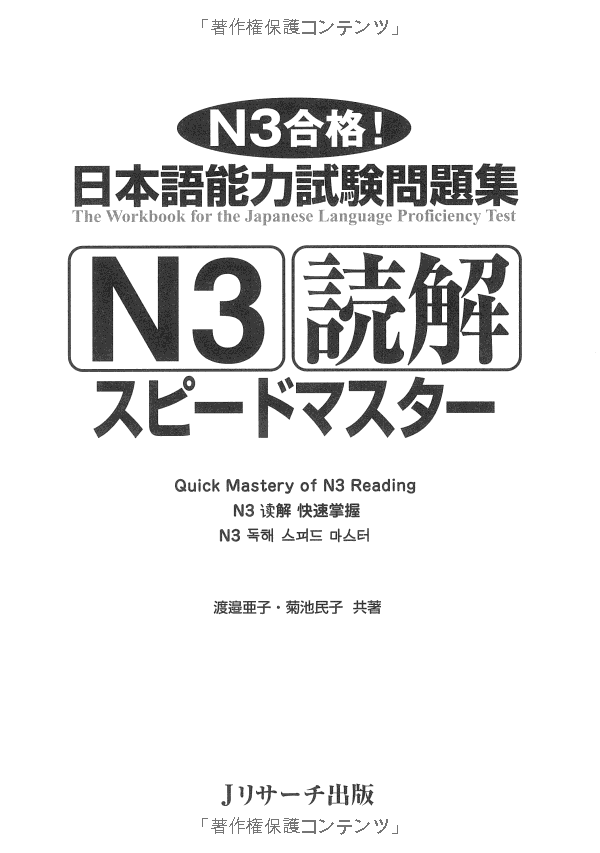 「著作権保護コンテンツ」
N3合格!
日本語能力試験問題集
The Workbook for the Japanese Language Proficiency Test
N3 読解
スピードマスター
Quick Mastery of N3 Reading
N3 读解 快速掌握
N3 독해 스피드 마스터
渡邉亜子・菊池民子 共著
Jリサーチ出版
「著作権保護コンテンツ」